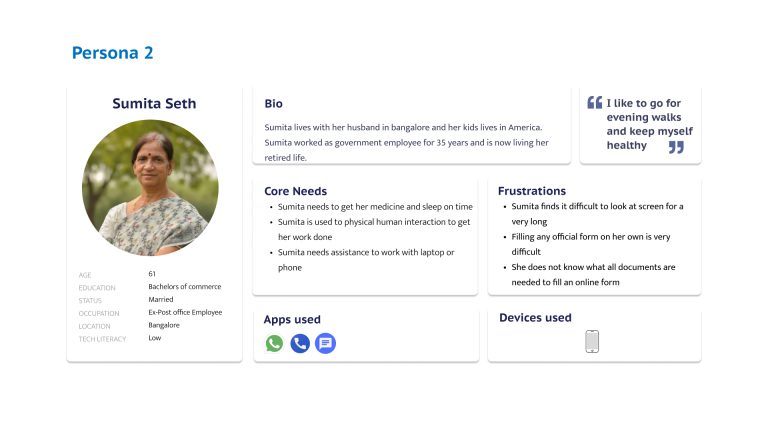 Persona 2
Sumita Seth
AGE 61
EDUCATION Bachelors of commerce
STATUS Married
OCCUPATION Ex-Post office Employee
LOCATION Bangalore
TECH LITERACY Low
Bio
Sumita lives with her husband in bangalore and her kids lives in America.
Sumita worked as government employee for 35 years and is now living her
retired life.
“ I like to go for
evening walks
and keep myself
healthy ”
Core Needs
• Sumita needs to get her medicine and sleep on time
• Sumita is used to physical human interaction to get
her work done
• Sumita needs assistance to work with laptop or
phone
Frustrations
• Sumita finds it difficult to look at screen for a
very long
• Filling any official form on her own is very
difficult
• She does not know what all documents are
needed to fill an online form
Apps used
Devices used